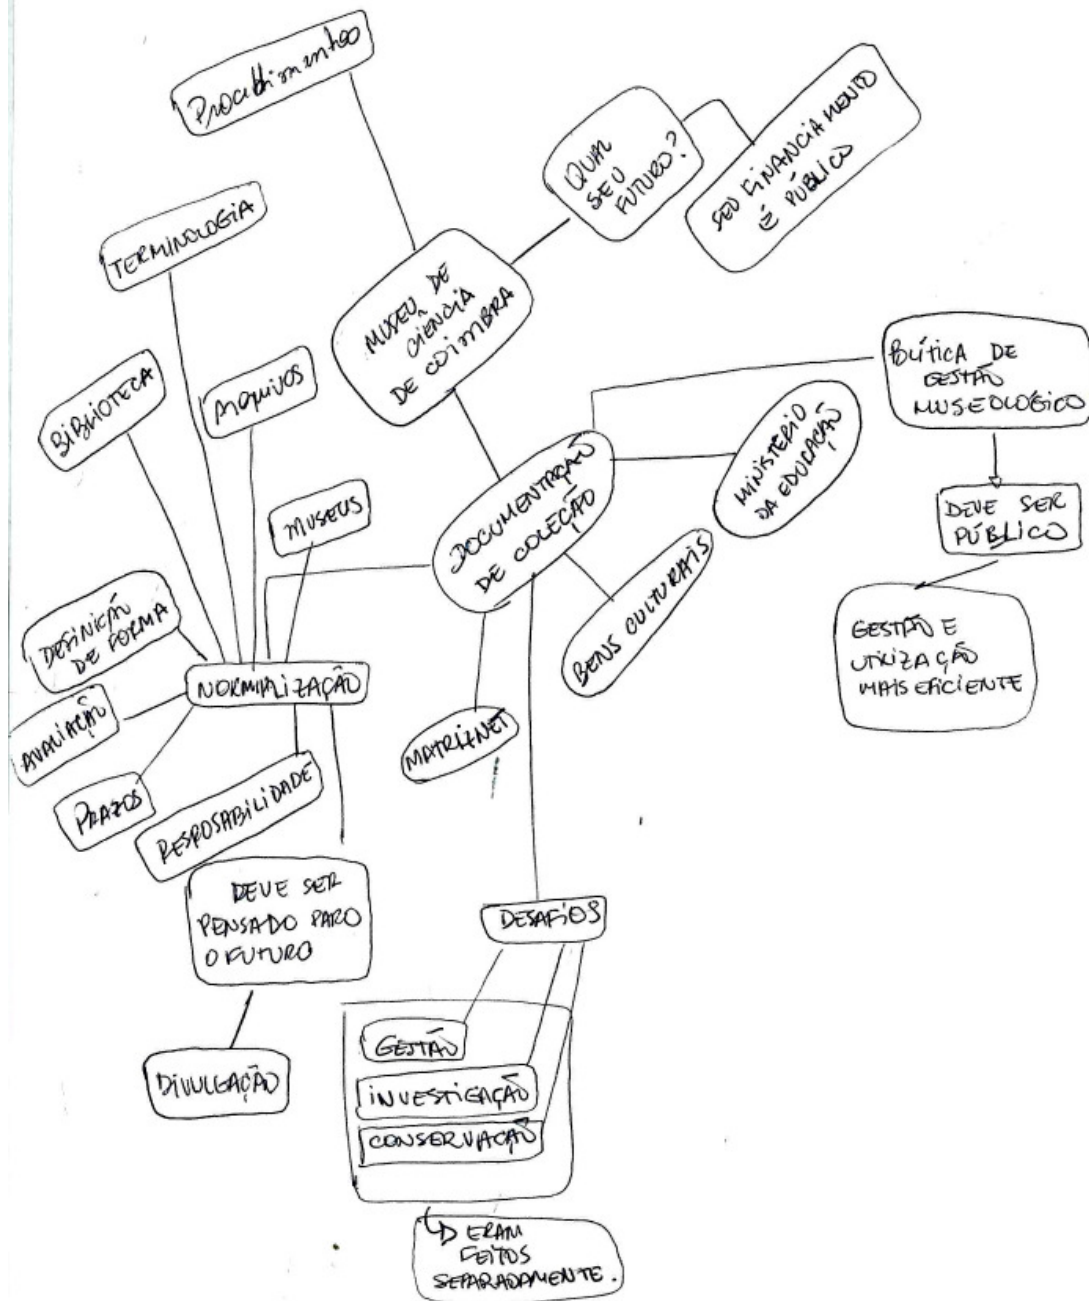 Procedimentos
QUAL
SEU
FUTURO?
SEU FINANCIAMENTO
É PÚBLICO
TERMINOLOGIA
MUSEU DE
CIÊNCIA
DE COIMBRA
BIBLIOTECA
ARQUIVOS
POLÍTICA DE
GESTÃO
MUSEOLÓGICO
MUSEUS
DOCUMENTAÇÃO
DE COLEÇÃO
MINISTÉRIO
DA EDUCAÇÃO
DEVE SER
PÚBLICO
BENS CULTURAIS
DEFINIÇÃO
DE FORMA
NORMALIZAÇÃO
GESTÃO E
UTILIZAÇÃO
MAIS EFICIENTE
AVALIAÇÃO
MATRIZNET
PRAZOS
RESPOSABILIDADE
DEVE SER
PENSADO PARO
O FUTURO
DESAFIOS
DIVULGAÇÃO
GESTÃO
INVESTIGAÇÃO
CONSERVAÇÃO
ERAM
FEITOS
SEPARADAMENTE.